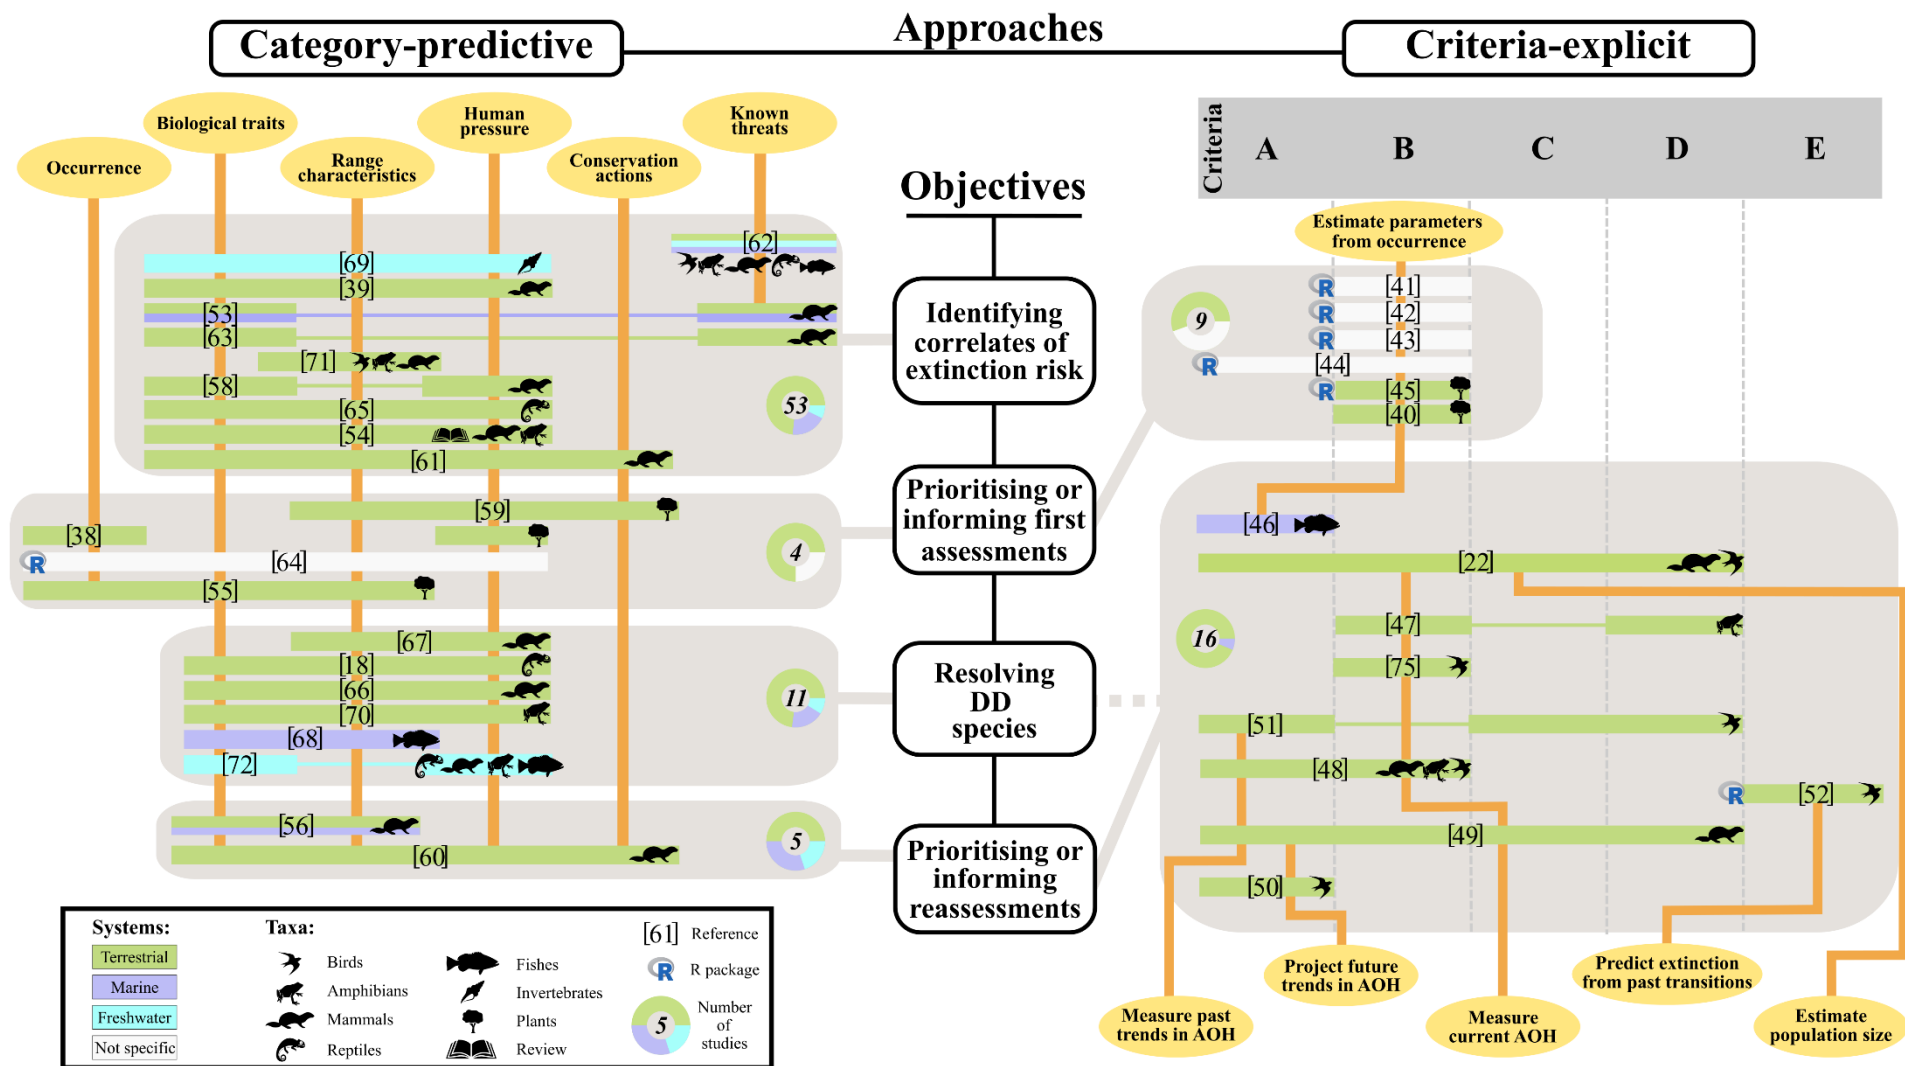 Approaches
Category-predictive
Criteria-explicit
Biological traits
Human
pressure
Known
threats
Occurrence
Range
characteristics
Conservation
actions
Objectives
Criteria
A
B
C
D
E
Estimate parameters
from occurrence
[62]
[69]
[39]
[53]
[63]
[71]
[58]
[65]
[54]
[61]
53
Identifying
correlates of
extinction risk
9
[41]
[42]
[43]
[44]
[45]
[40]
[59]
[38]
R
[64]
[55]
4
Prioritising or
informing first
assessments
R
R
R
R
R
[46]
[22]
[47]
[75]
[51]
[48]
[52]
[49]
[50]
16
R
[67]
[18]
[66]
[70]
[68]
[72]
11
Resolving
DD
species
[56]
[60]
5
Prioritising or
informing
reassessments
Project future
trends in AOH
Predict extinction
from past transitions
Measure past
trends in AOH
Measure
current AOH
Estimate
population size
Systems:
Terrestrial
Marine
Freshwater
Not specific
Taxa:
Birds
Amphibians
Mammals
Reptiles
Fishes
Invertebrates
Plants
Review
[61] Reference
R R package
5 Number
of
studies